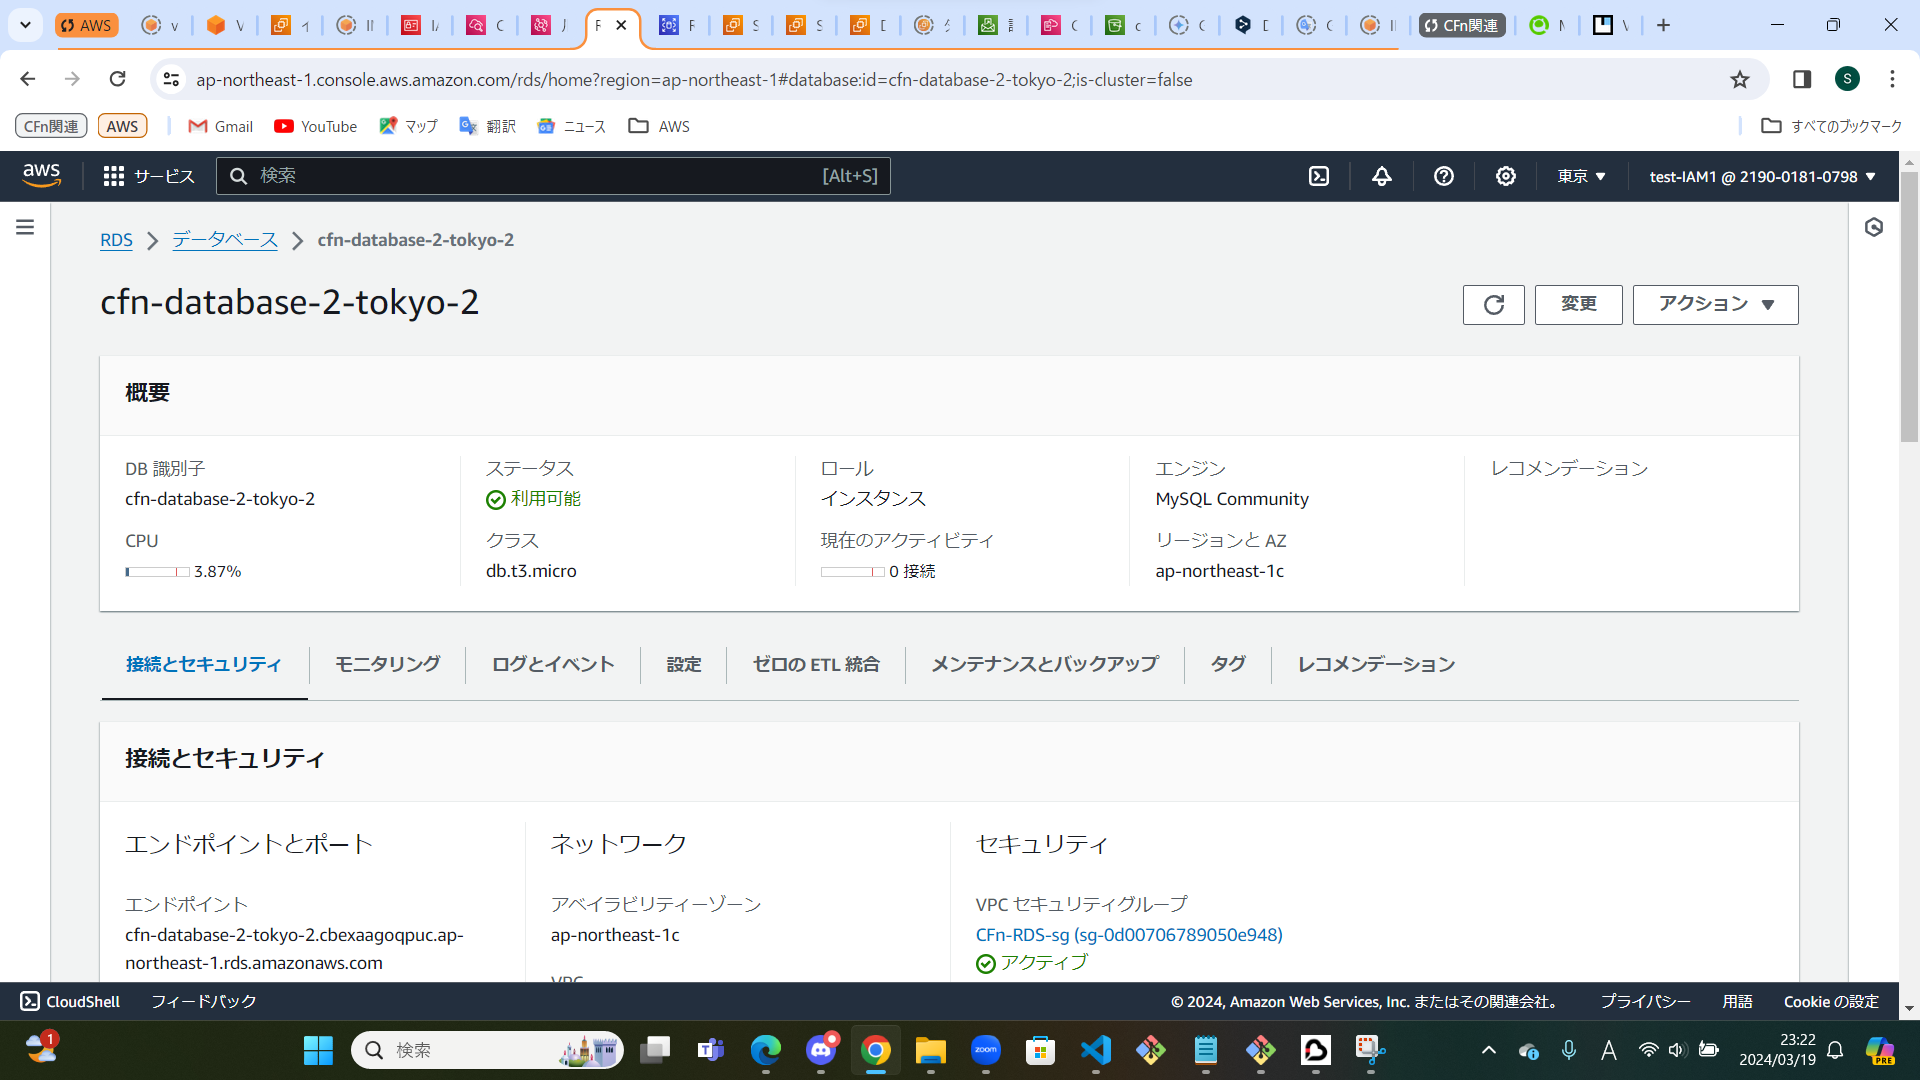 AWS
CFn関連
ap-northeast-1.console.aws.amazon.com/rds/home?region=ap-northeast-1#database:id=cfn-database-2-tokyo-2;is-cluster=false
S
CFn関連 AWS Gmail YouTube マップ 翻訳 ニュース AWS すべてのブックマーク
aws サービス 検索 [Alt+S] 東京 ▼ test-IAM1 @ 2190-0181-0798 ▼
RDS データベース cfn-database-2-tokyo-2
cfn-database-2-tokyo-2
変更 アクション ▼
概要
DB 識別子
cfn-database-2-tokyo-2
CPU
3.87%
ステータス
利用可能
クラス
db.t3.micro
ロール
インスタンス
現在のアクティビティ
0 接続
エンジン
MySQL Community
リージョンと AZ
ap-northeast-1c
レコメンデーション
接続とセキュリティ モニタリング ログとイベント 設定 ゼロの ETL 統合 メンテナンスとバックアップ タグ レコメンデーション
接続とセキュリティ
エンドポイントとポート
エンドポイント
cfn-database-2-tokyo-2.cbexaagoqpuc.ap-
northeast-1.rds.amazonaws.com
ネットワーク
アベイラビリティーゾーン
ap-northeast-1c
VPC
セキュリティ
VPC セキュリティグループ
CFn-RDS-sg (sg-0d00706789050e948)
アクティブ
CloudShell フィードバック © 2024, Amazon Web Services, Inc. またはその関連会社。 プライバシー 用語 Cookie の設定
1
検索
zoom
A
23:22
2024/03/19
PRE